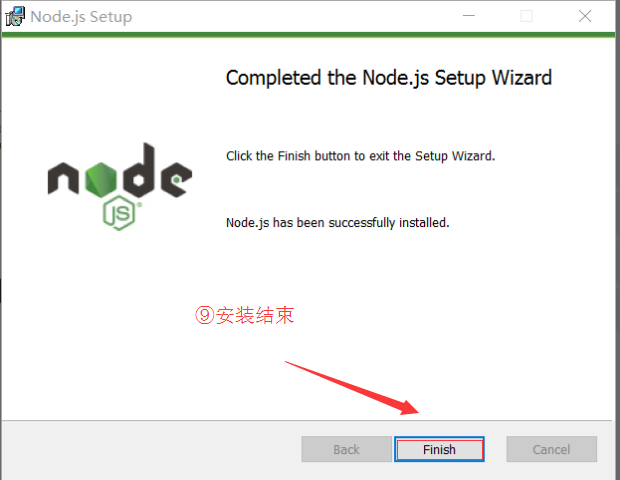 Node.js Setup
Completed the Node.js Setup Wizard
Click the Finish button to exit the Setup Wizard.
node
JS
Node.js has been successfully installed.
⑨安装结束
Back
Finish
Cancel